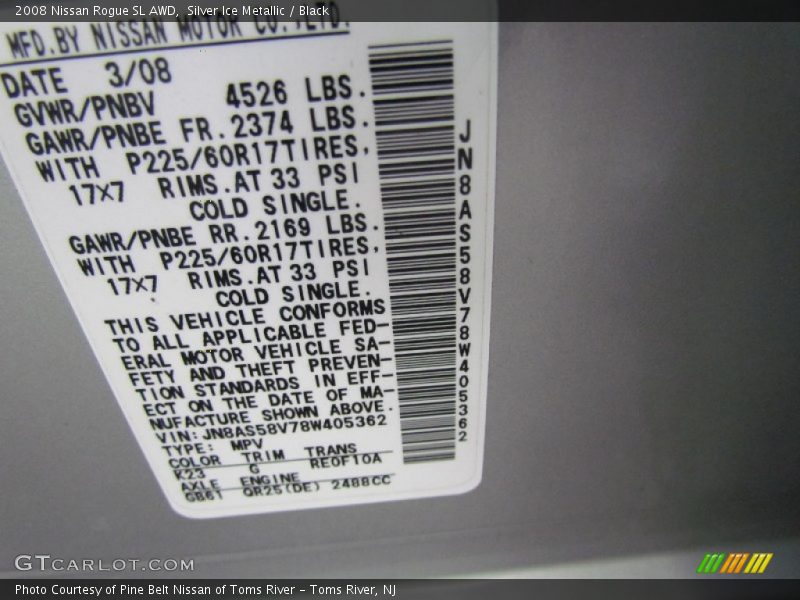 2008 Nissan Rogue SL AWD, Silver Ice Metallic / Black
MFD.BY NISSAN MOTOR CO.,LTD.
DATE 3/08
GVWR/PNBV 4526 LBS.
GAWR/PNBE FR.2374 LBS.
WITH P225/60R17TIRES,
17X7 RIMS.AT 33 PSI
COLD SINGLE.
GAWR/PNBE RR.2169 LBS.
WITH P225/60R17TIRES,
17X7 RIMS.AT 33 PSI
COLD SINGLE.
THIS VEHICLE CONFORMS
TO ALL APPLICABLE FED-
ERAL MOTOR VEHICLE SA-
FETY AND THEFT PREVEN-
TION STANDARDS IN EFF-
ECT ON THE DATE OF MA-
NUFACTURE SHOWN ABOVE.
VIN:JN8AS58V78W405362
TYPE: MPV
COLOR TRIM TRANS
K23 G RE0F10A
AXLE ENGINE
GB61 QR25(DE) 2488CC
JN8AS58V78W405362
GTCARLOT.COM
Photo Courtesy of Pine Belt Nissan of Toms River – Toms River, NJ